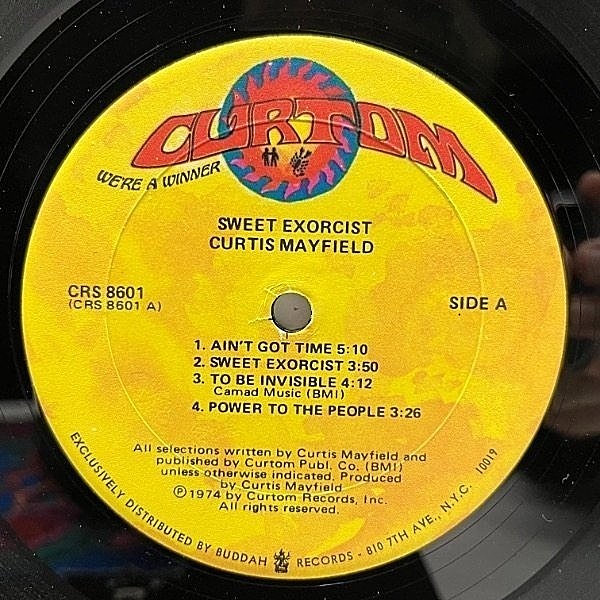 CURTOM
WE'RE A WINNER
SWEET EXORCIST
CURTIS MAYFIELD
CRS 8601
(CRS 8601 A)
SIDE A
1. AIN'T GOT TIME 5:10
2. SWEET EXORCIST 3:50
3. TO BE INVISIBLE 4:12
Camad Music (BMI)
4. POWER TO THE PEOPLE 3:26
All selections written by Curtis Mayfield and
published by Curtom Publ. Co. (BMI)
unless otherwise indicated. Produced
by Curtis Mayfield
℗ 1974 by Curtom Records, Inc.
All rights reserved.
EXCLUSIVELY DISTRIBUTED BY BUDDAH RECORDS - 810 7TH AVE., N.Y.C. 10019